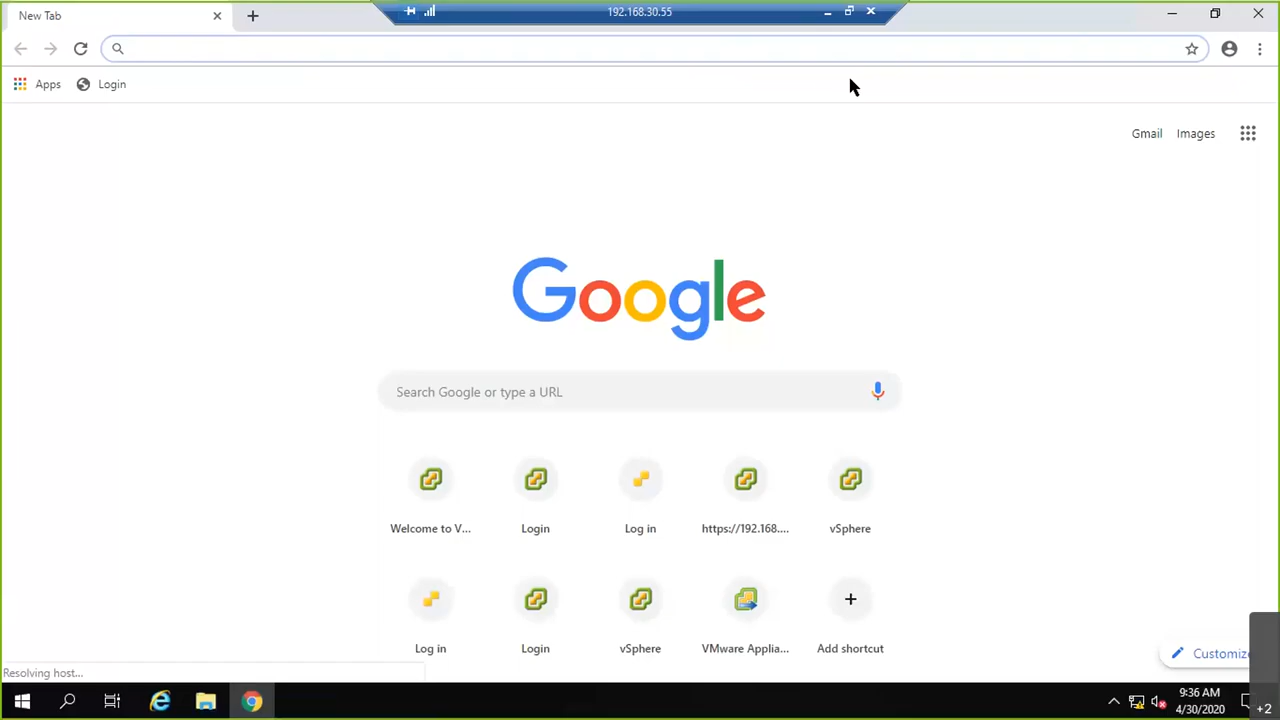 New Tab
192.168.30.55
Apps
Login
Gmail
Images
Google
Search Google or type a URL
Welcome to V...
Login
Log in
https://192.168....
vSphere
Log in
Login
vSphere
VMware Applia...
Add shortcut
Customize
Resolving host...
9:36 AM
4/30/2020
+2